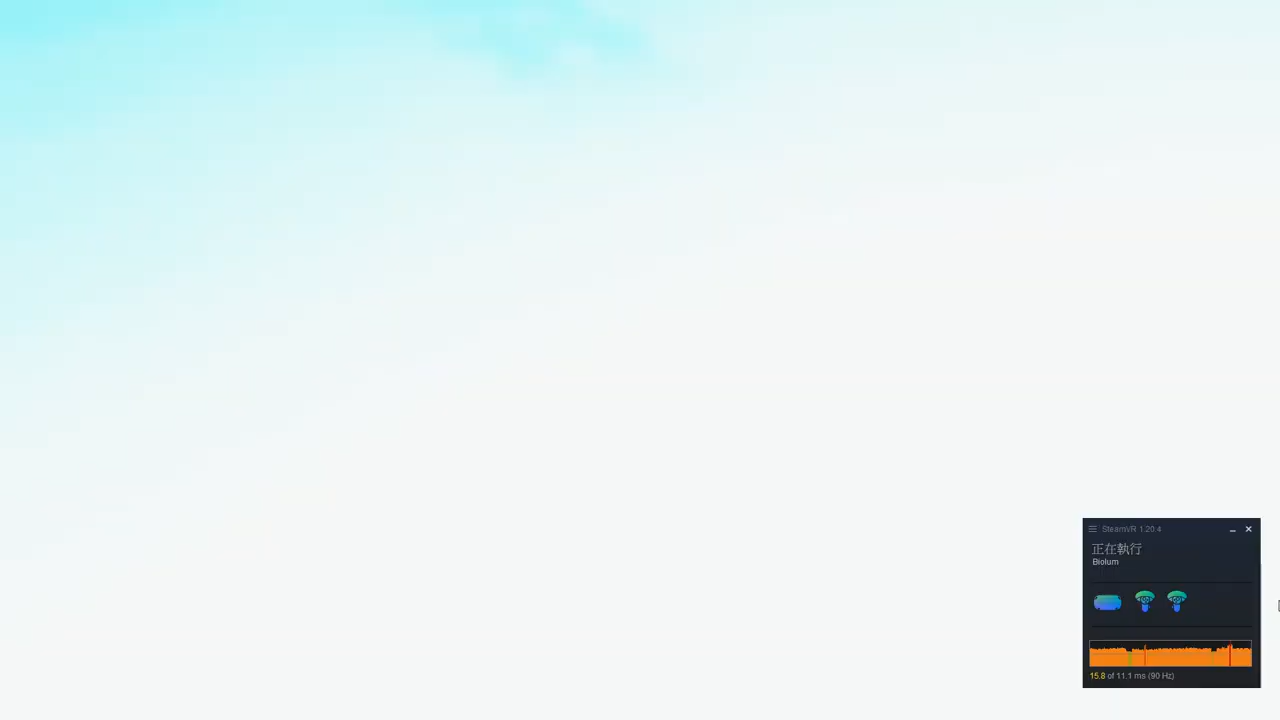 SteamVR 1.20.4
正在執行
Biolum
15.8 of 11.1 ms (90 Hz)